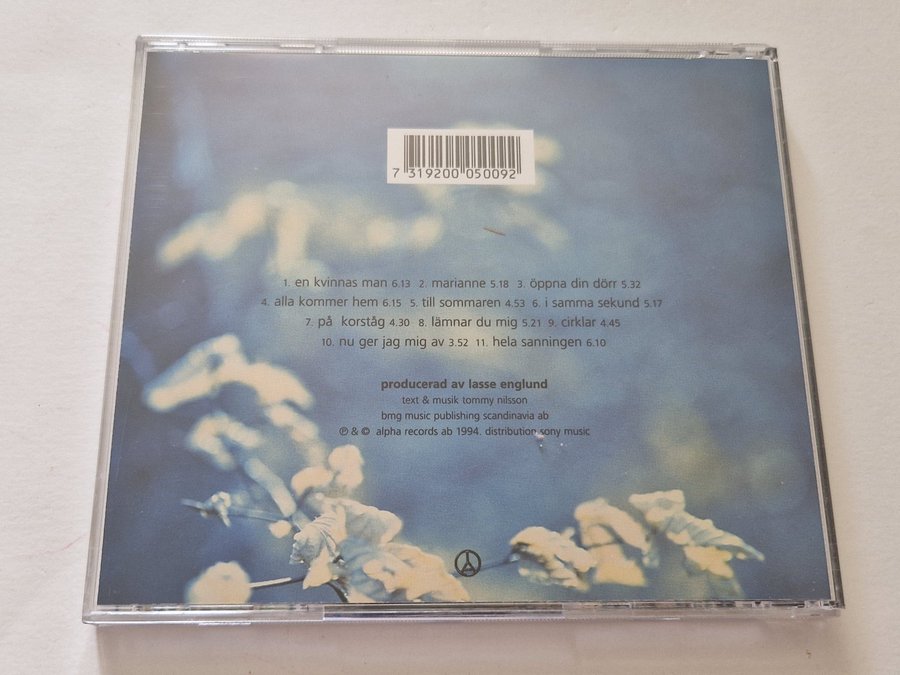 7 319200 050092
1. en kvinnas man 6.13 2. marianne 5.18 3. öppna din dörr 5.32
4. alla kommer hem 6.15 5. till sommaren 4.53 6. i samma sekund 5.17
7. på korståg 4.30 8. lämnar du mig 5.21 9. cirklar 4.45
10. nu ger jag mig av 3.52 11. hela sanningen 6.10
producerad av lasse englund
text & musik tommy nilsson
bmg music publishing scandinavia ab
℗ & © alpha records ab 1994. distribution sony music